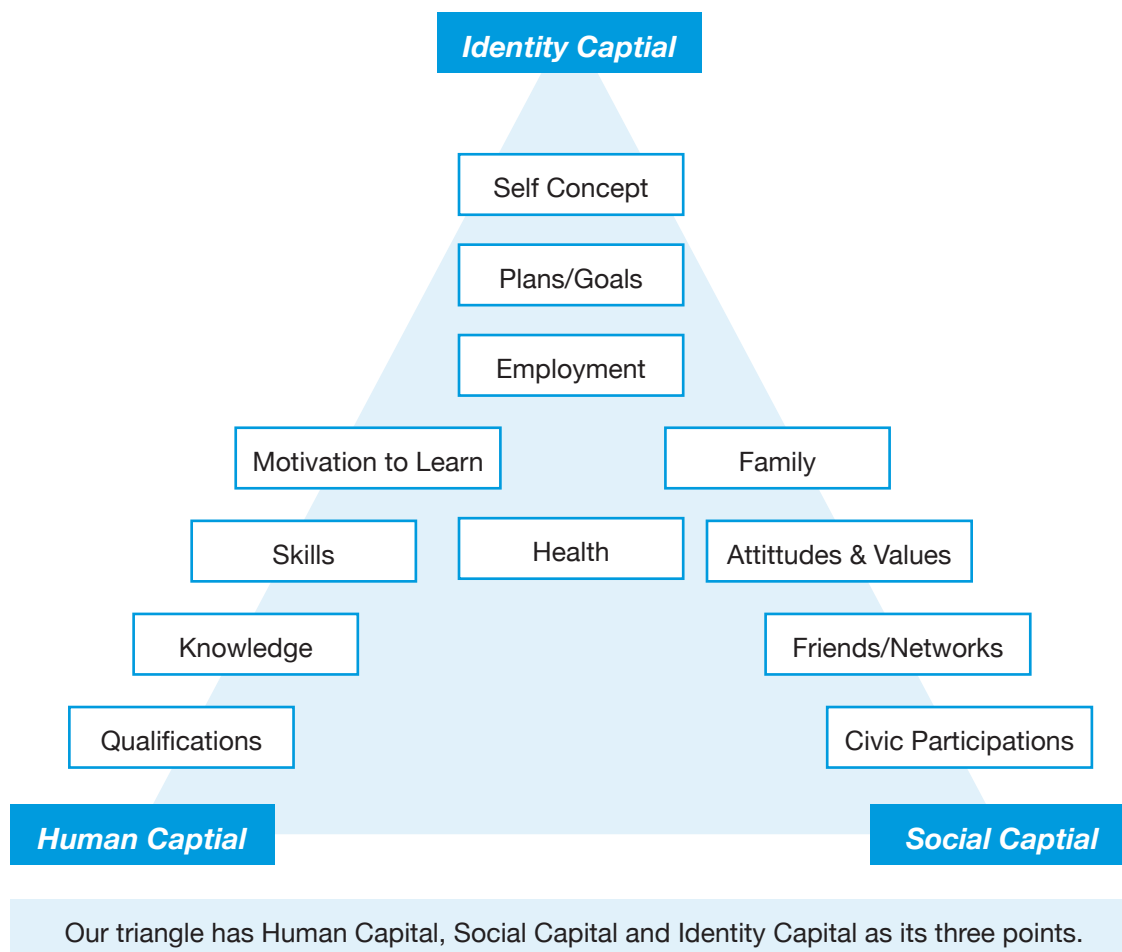 Identity Captial
Self Concept
Plans/Goals
Employment
Motivation to Learn
Family
Skills
Health
Attittudes & Values
Knowledge
Friends/Networks
Qualifications
Civic Participations
Human Captial
Social Captial
Our triangle has Human Capital, Social Capital and Identity Capital as its three points.